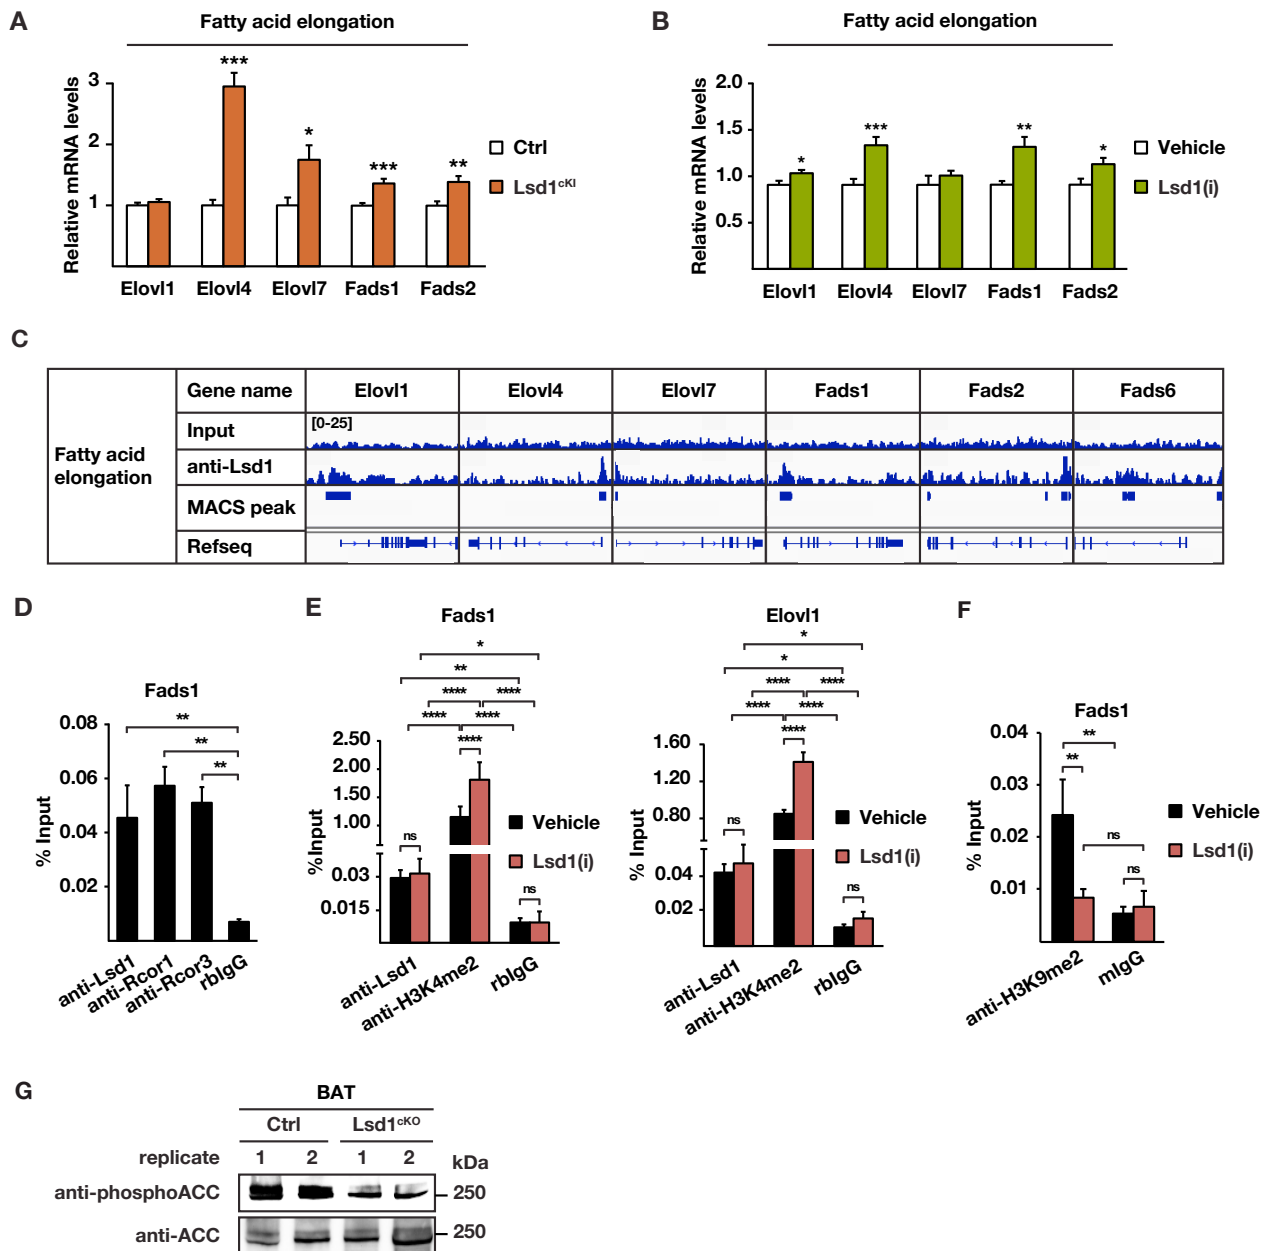 A
Fatty acid elongation
Relative mRNA levels
3
2
1
***
*
***
**
Ctrl
Lsd1cKI
Elovl1 Elovl4 Elovl7 Fads1 Fads2
B
Fatty acid elongation
Relative mRNA levels
2.0
1.5
1.0
0.5
*
***
**
*
Vehicle
Lsd1(i)
Elovl1 Elovl4 Elovl7 Fads1 Fads2
C
Fatty acid
elongation
Gene name Elovl1 Elovl4 Elovl7 Fads1 Fads2 Fads6
Input [0-25]
anti-Lsd1
MACS peak
Refseq
D
Fads1
% Input
0.08
0.06
0.04
0.02
**
**
**
anti-Lsd1
anti-Rcor1
anti-Rcor3
rbIgG
E
Fads1
*
**
**** ****
**** ****
****
ns
ns
% Input
2.50
2.00
1.50
1.00
0.03
0.015
Vehicle
Lsd1(i)
anti-Lsd1
anti-H3K4me2
rbIgG
Elovl1
*
*
**** ****
**** ****
****
ns
ns
% Input
1.60
1.20
0.80
0.04
0.02
Vehicle
Lsd1(i)
anti-Lsd1
anti-H3K4me2
rbIgG
F
Fads1
% Input
0.04
0.03
0.02
0.01
**
**
ns
ns
Vehicle
Lsd1(i)
anti-H3K9me2
mIgG
G
BAT
Ctrl Lsd1cKO
replicate 1 2 1 2 kDa
anti-phosphoACC 250
anti-ACC 250